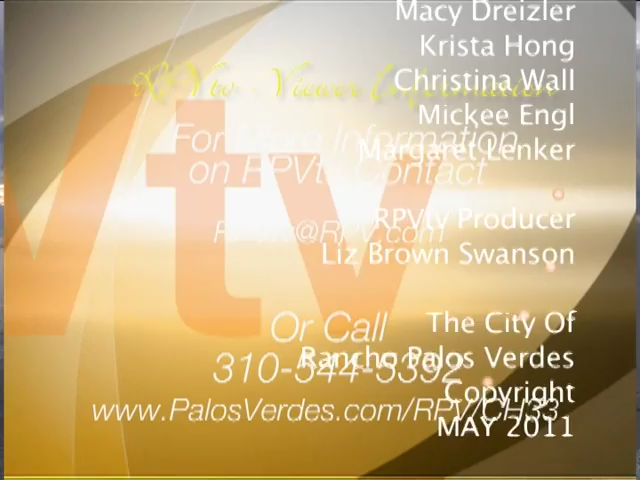 Macy Dreizler
Krista Hong
Christina Wall
Mickee Engl
Margaret Lenker
RPVtv Producer
Liz Brown Swanson
The City Of
Rancho Palos Verdes
Copyright
MAY 2011
RPVtv Viewer Information
For More Information
on RPVtv Contact
Or Call
310-544-5392
www.PalosVerdes.com/RPV/CH33
tv